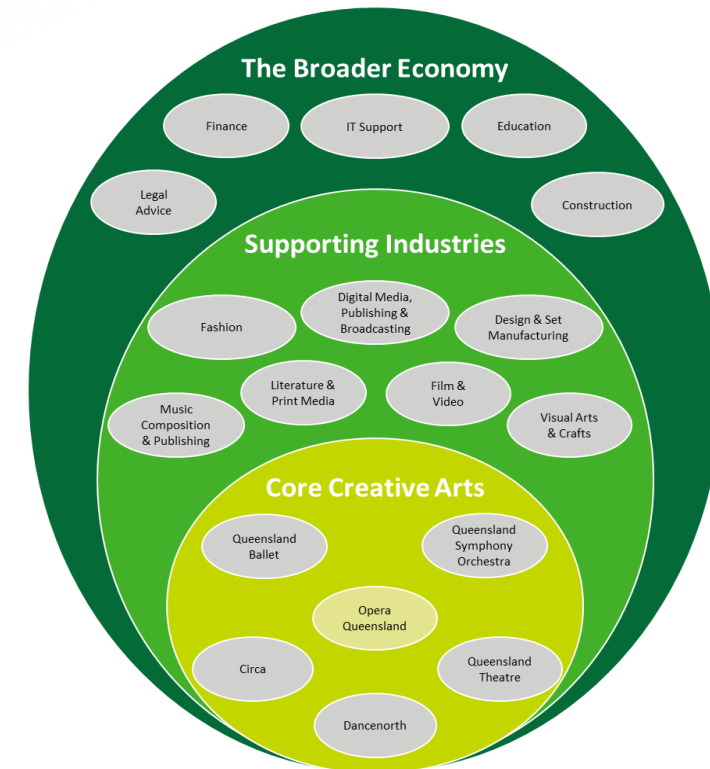 The Broader Economy
Finance
IT Support
Education
Legal
Advice
Construction
Supporting Industries
Digital Media,
Publishing &
Broadcasting
Fashion
Design & Set
Manufacturing
Literature &
Print Media
Film &
Video
Music
Composition
& Publishing
Visual Arts
& Crafts
Core Creative Arts
Queensland
Ballet
Queensland
Symphony
Orchestra
Opera
Queensland
Circa
Queensland
Theatre
Dancenorth